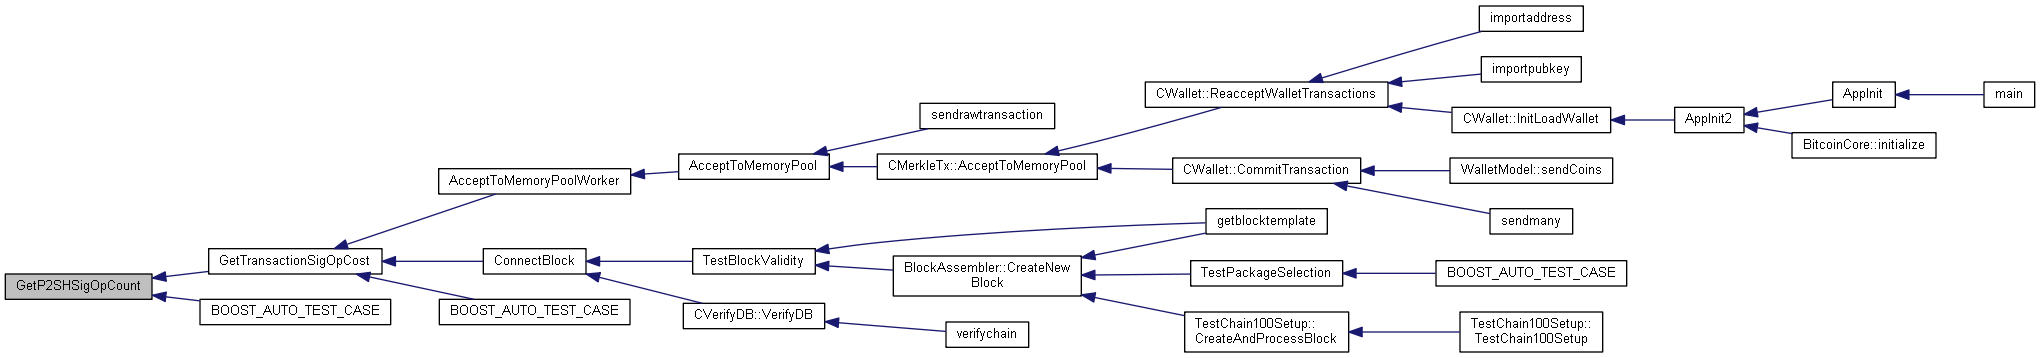 importaddress
importpubkey
CWallet::ReacceptWalletTransactions
AppInit
main
sendrawtransaction
CWallet::InitLoadWallet
AppInit2
BitcoinCore::initialize
AcceptToMemoryPool
CMerkleTx::AcceptToMemoryPool
CWallet::CommitTransaction
WalletModel::sendCoins
AcceptToMemoryPoolWorker
sendmany
getblocktemplate
GetTransactionSigOpCost
ConnectBlock
TestBlockValidity
BlockAssembler::CreateNew
Block
TestPackageSelection
BOOST_AUTO_TEST_CASE
GetP2SHSigOpCount
BOOST_AUTO_TEST_CASE
BOOST_AUTO_TEST_CASE
CVerifyDB::VerifyDB
verifychain
TestChain100Setup::
CreateAndProcessBlock
TestChain100Setup::
TestChain100Setup